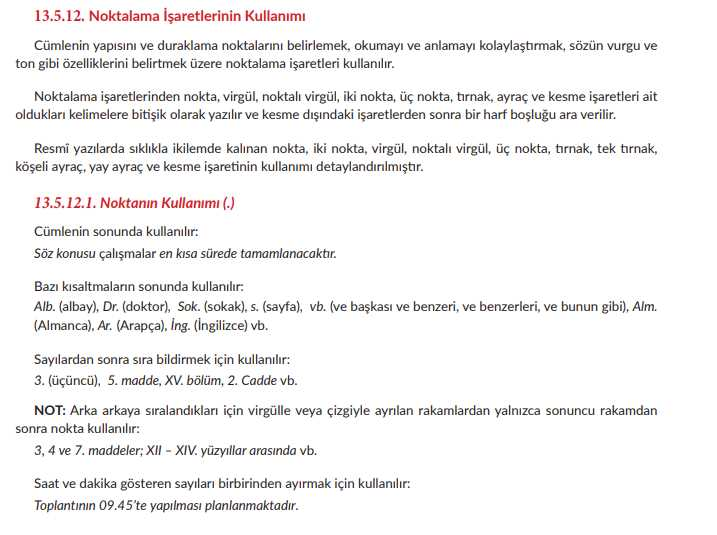 13.5.12. Noktalama İşaretlerinin Kullanımı
Cümlenin yapısını ve duraklama noktalarını belirlemek, okumayı ve anlamayı kolaylaştırmak, sözün vurgu ve
ton gibi özelliklerini belirtmek üzere noktalama işaretleri kullanılır.
Noktalama işaretlerinden nokta, virgül, noktalı virgül, iki nokta, üç nokta, tırnak, ayraç ve kesme işaretleri ait
oldukları kelimelere bitişik olarak yazılır ve kesme dışındaki işaretlerden sonra bir harf boşluğu ara verilir.
Resmî yazılarda sıklıkla ikilemde kalınan nokta, iki nokta, virgül, noktalı virgül, üç nokta, tırnak, tek tırnak,
köşeli ayraç, yay ayraç ve kesme işaretinin kullanımı detaylandırılmıştır.
13.5.12.1. Noktanın Kullanımı (.)
Cümlenin sonunda kullanılır:
Söz konusu çalışmalar en kısa sürede tamamlanacaktır.
Bazı kısaltmaların sonunda kullanılır:
Alb. (albay), Dr. (doktor), Sok. (sokak), s. (sayfa), vb. (ve başkası ve benzeri, ve benzerleri, ve bunun gibi), Alm.
(Almanca), Ar. (Arapça), İng. (İngilizce) vb.
Sayılardan sonra sıra bildirmek için kullanılır:
3. (üçüncü), 5. madde, XV. bölüm, 2. Cadde vb.
NOT: Arka arkaya sıralandıkları için virgülle veya çizgiyle ayrılan rakamlardan yalnızca sonuncu rakamdan
sonra nokta kullanılır:
3, 4 ve 7. maddeler; XII – XIV. yüzyıllar arasında vb.
Saat ve dakika gösteren sayıları birbirinden ayırmak için kullanılır:
Toplantının 09.45’te yapılması planlanmaktadır.